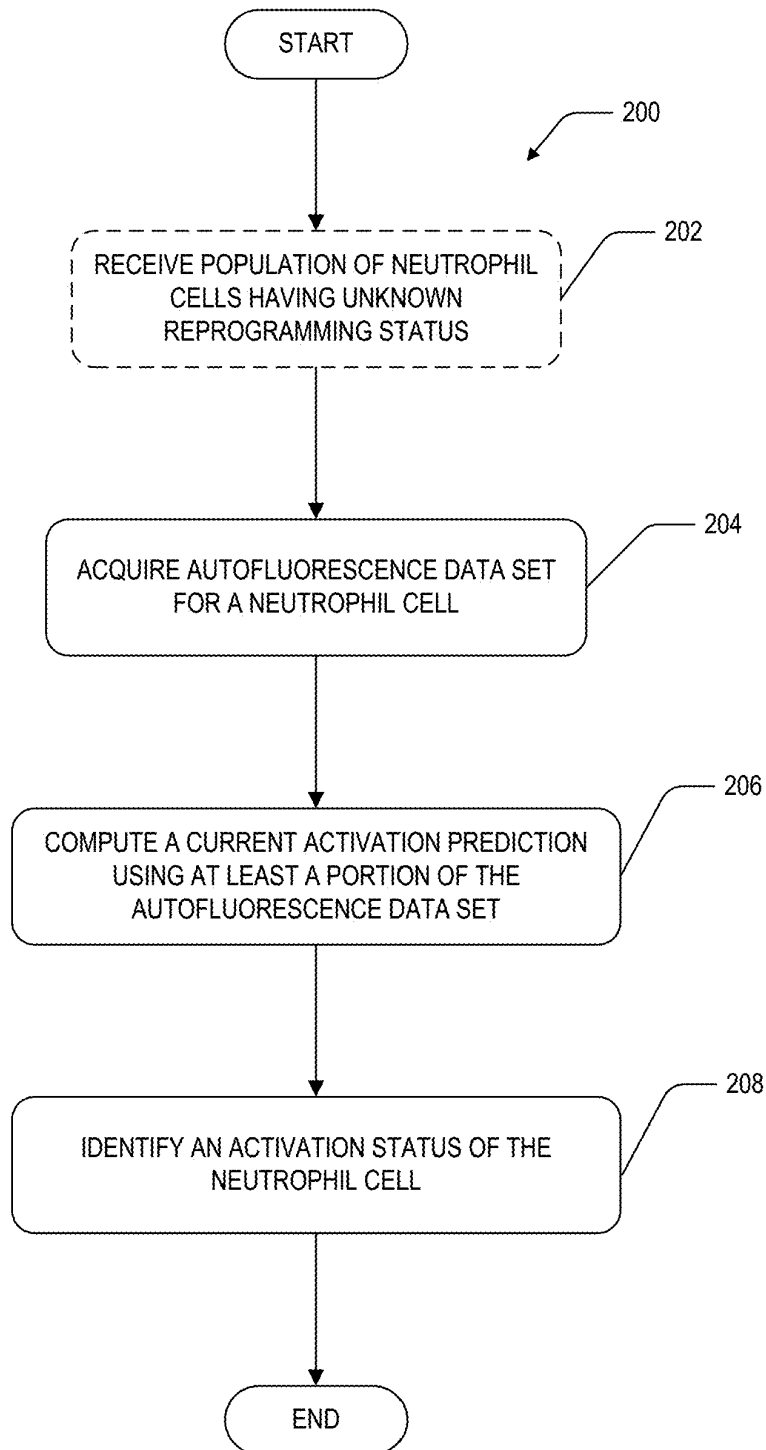 START
200
RECEIVE POPULATION OF NEUTROPHIL
CELLS HAVING UNKNOWN
REPROGRAMMING STATUS
202
ACQUIRE AUTOFLUORESCENCE DATA SET
FOR A NEUTROPHIL CELL
204
COMPUTE A CURRENT ACTIVATION PREDICTION
USING AT LEAST A PORTION OF THE
AUTOFLUORESCENCE DATA SET
206
IDENTIFY AN ACTIVATION STATUS OF THE
NEUTROPHIL CELL
208
END